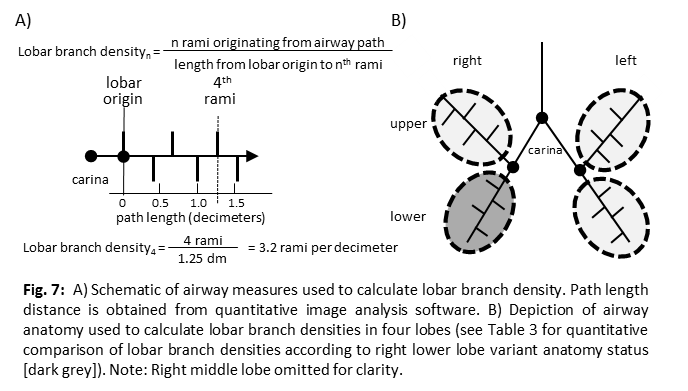 A)
Lobar branch densityn = n rami originating from airway path
length from lobar origin to nth rami
lobar
origin
4th
rami
carina
0 0.5 1.0 1.5
path length (decimeters)
Lobar branch density4 = 4 rami
1.25 dm
= 3.2 rami per decimeter
B)
right left
upper
carina
lower
Fig. 7: A) Schematic of airway measures used to calculate lobar branch density. Path length
distance is obtained from quantitative image analysis software. B) Depiction of airway
anatomy used to calculate lobar branch densities in four lobes (see Table 3 for quantitative
comparison of lobar branch densities according to right lower lobe variant anatomy status
[dark grey]). Note: Right middle lobe omitted for clarity.